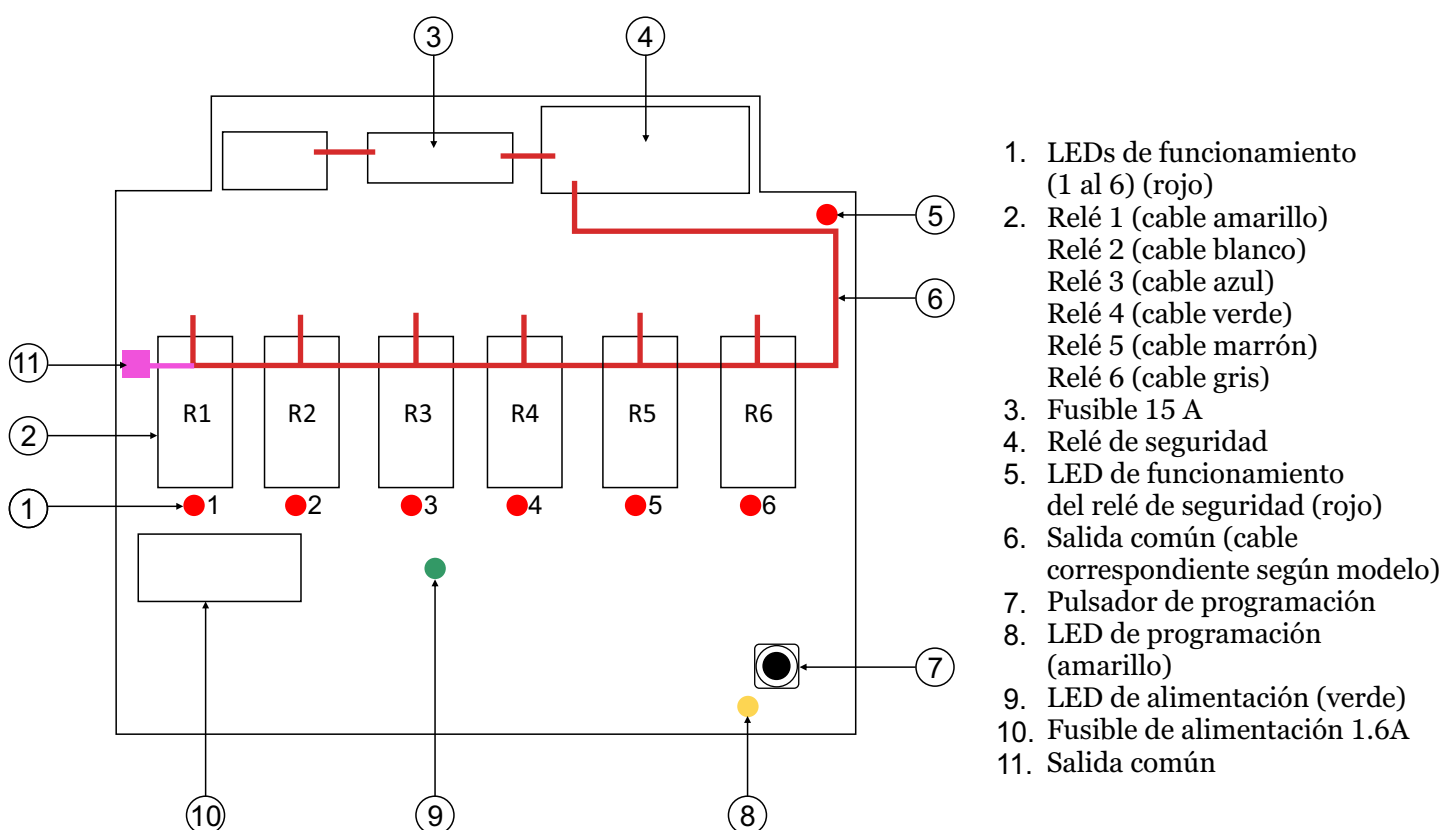 3
4
5
6
11
2
1
R1
R2
R3
R4
R5
R6
1
2
3
4
5
6
7
10
9
8
1. LEDs de funcionamiento
(1 al 6) (rojo)
2. Relé 1 (cable amarillo)
Relé 2 (cable blanco)
Relé 3 (cable azul)
Relé 4 (cable verde)
Relé 5 (cable marrón)
Relé 6 (cable gris)
3. Fusible 15 A
4. Relé de seguridad
5. LED de funcionamiento
del relé de seguridad (rojo)
6. Salida común (cable
correspondiente según modelo)
7. Pulsador de programación
8. LED de programación
(amarillo)
9. LED de alimentación (verde)
10. Fusible de alimentación 1.6A
11. Salida común